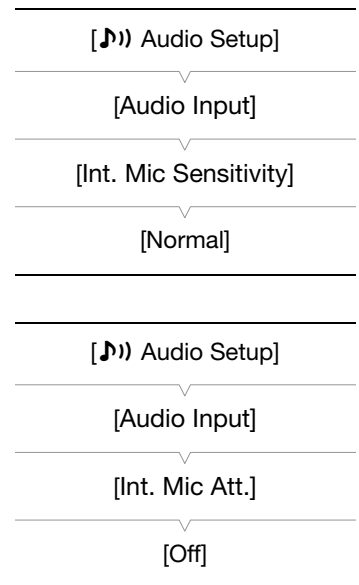 [♪)) Audio Setup]
[Audio Input]
[Int. Mic Sensitivity]
[Normal]
[♪)) Audio Setup]
[Audio Input]
[Int. Mic Att.]
[Off]